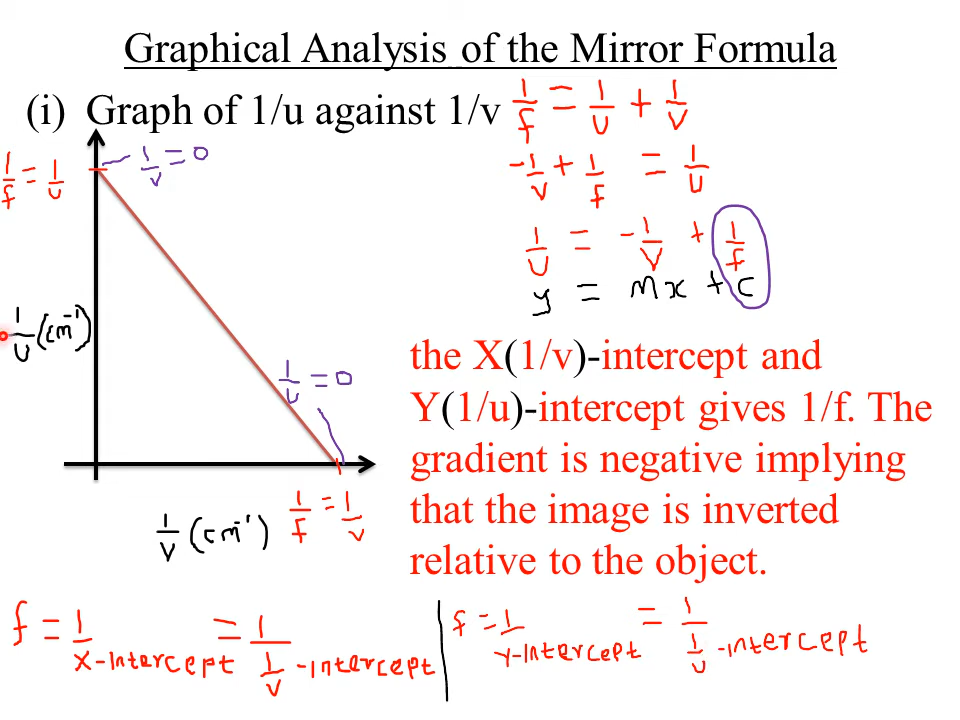 Graphical Analysis of the Mirror Formula
(i) Graph of 1/u against 1/v
1/f = 1/u + 1/v
-1/v + 1/f = 1/u
1/u = -1/v + 1/f
y = mx + c
1/f = 1/u
1/v = 0
1/u (cm⁻¹)
1/u = 0
1/v (cm⁻¹)
1/f = 1/v
the X(1/v)-intercept and
Y(1/u)-intercept gives 1/f. The
gradient is negative implying
that the image is inverted
relative to the object.
f = 1/x-intercept = 1/(1/v-intercept)
f = 1/y-intercept = 1/(1/u-intercept)